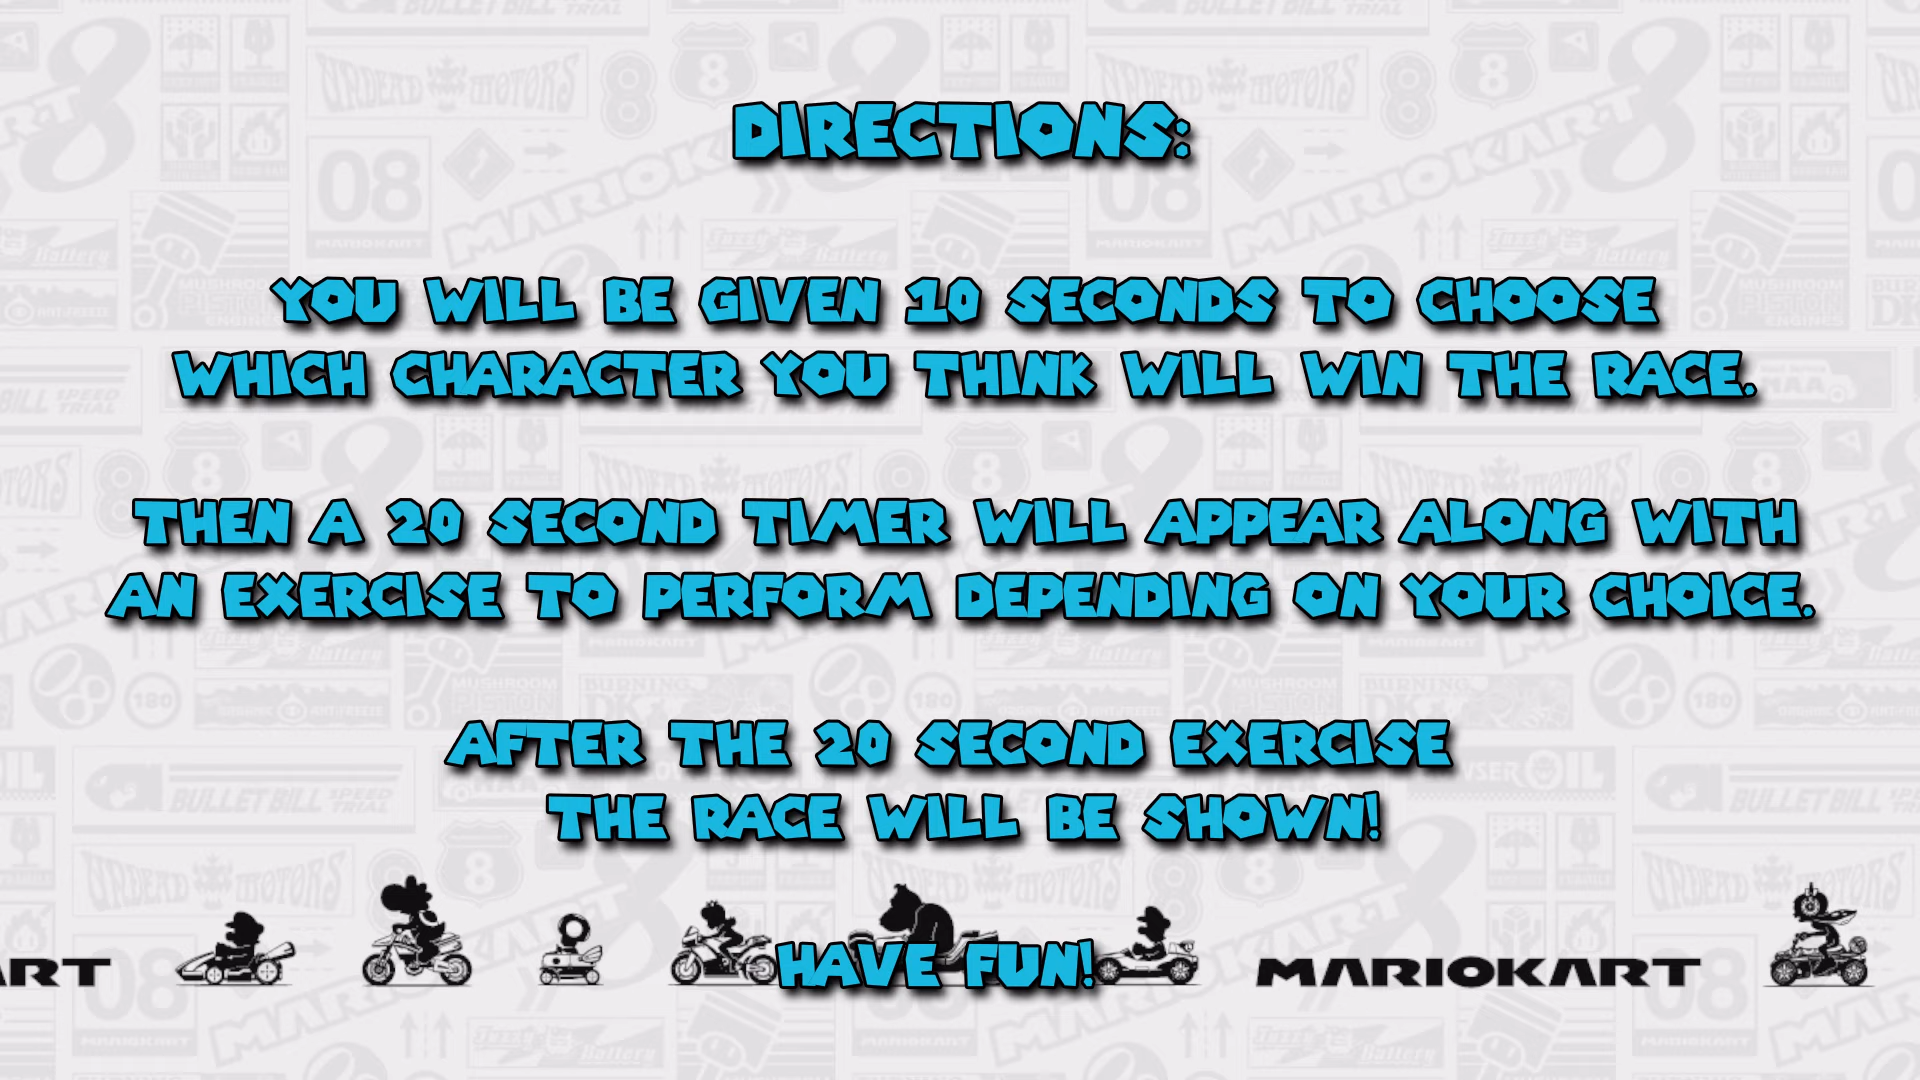 DIRECTIONS:
YOU WILL BE GIVEN 10 SECONDS TO CHOOSE
WHICH CHARACTER YOU THINK WILL WIN THE RACE.
THEN A 20 SECOND TIMER WILL APPEAR ALONG WITH
AN EXERCISE TO PERFORM DEPENDING ON YOUR CHOICE.
AFTER THE 20 SECOND EXERCISE
THE RACE WILL BE SHOWN!
HAVE FUN!
ART
MARIOKART